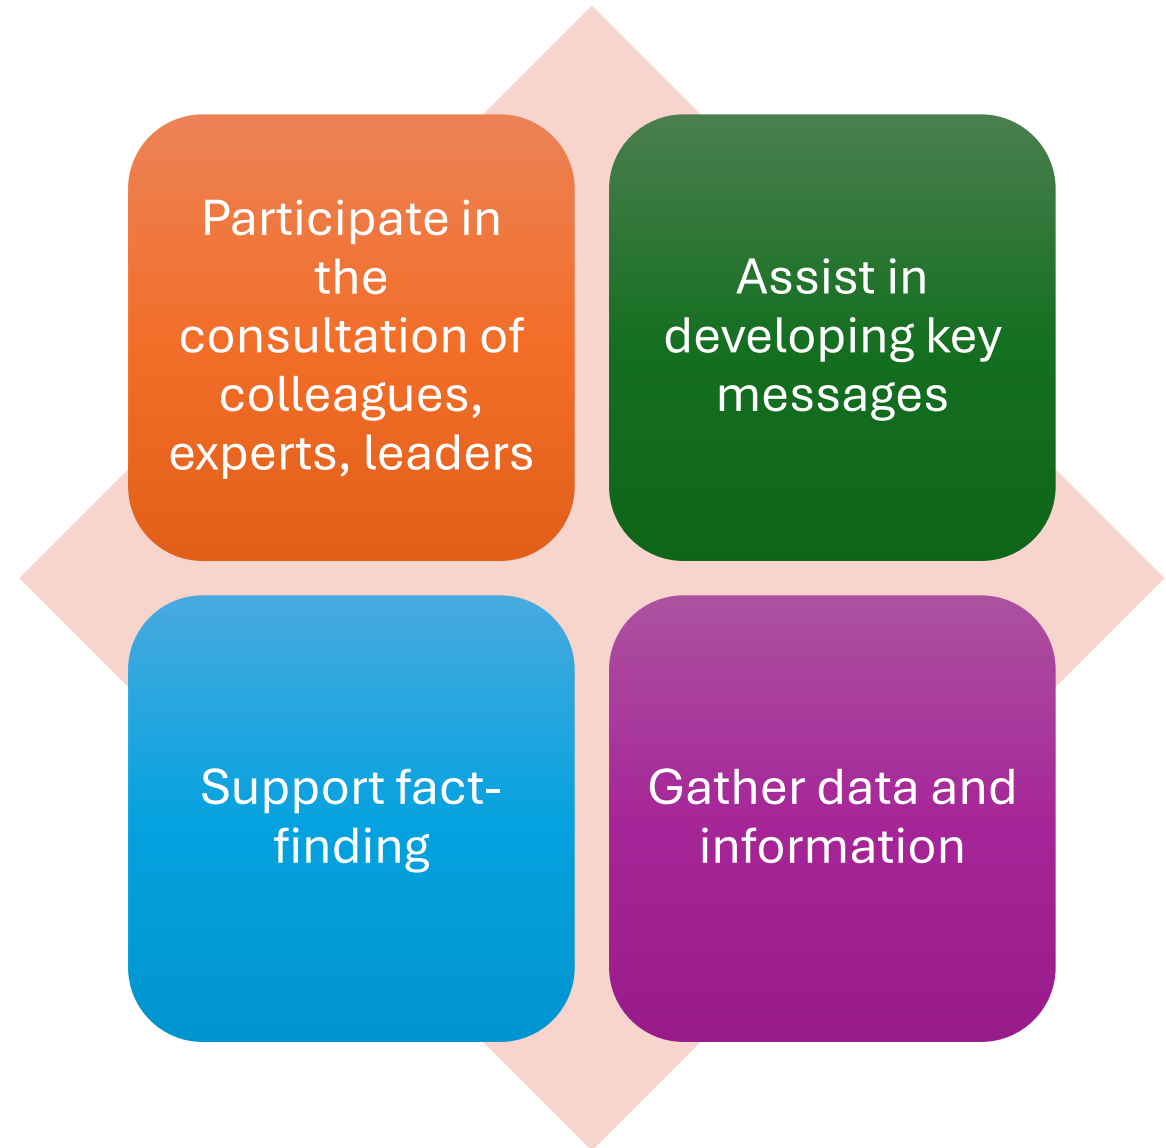 Participate in
the
consultation of
colleagues,
experts, leaders
Assist in
developing key
messages
Support fact-
finding
Gather data and
information